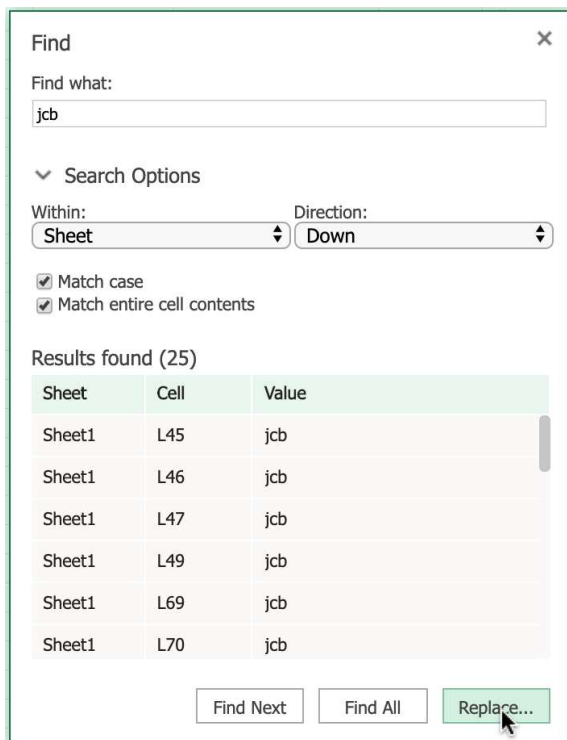 Find
Find what:
jcb
Search Options
Within: Direction:
Sheet Down
Match case
Match entire cell contents
Results found (25)
Sheet Cell Value
Sheet1 L45 jcb
Sheet1 L46 jcb
Sheet1 L47 jcb
Sheet1 L49 jcb
Sheet1 L69 jcb
Sheet1 L70 jcb
Find Next Find All Replace...